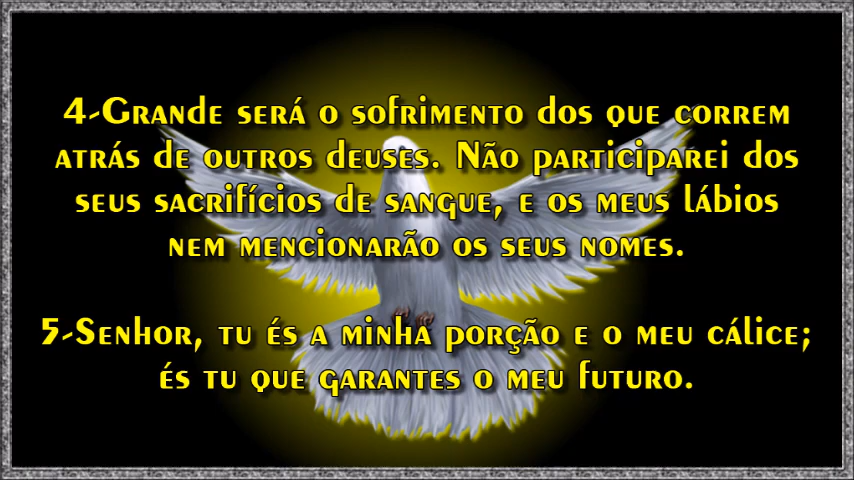 4-Grande será o sofrimento dos que correm
atrás de outros deuses. Não participarei dos
seus sacrifícios de sangue, e os meus lábios
nem mencionarão os seus nomes.
5-Senhor, tu és a minha porção e o meu cálice;
és tu que garantes o meu futuro.